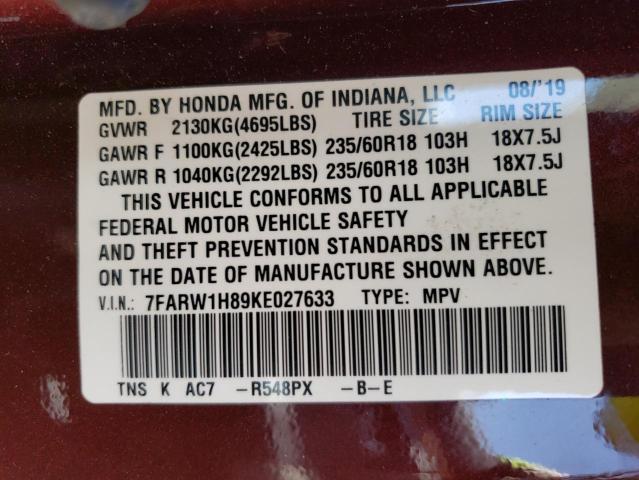 MFD. BY HONDA MFG. OF INDIANA, LLC 08/'19
GVWR 2130KG(4695LBS) TIRE SIZE RIM SIZE
GAWR F 1100KG(2425LBS) 235/60R18 103H 18X7.5J
GAWR R 1040KG(2292LBS) 235/60R18 103H 18X7.5J
THIS VEHICLE CONFORMS TO ALL APPLICABLE
FEDERAL MOTOR VEHICLE SAFETY
AND THEFT PREVENTION STANDARDS IN EFFECT
ON THE DATE OF MANUFACTURE SHOWN ABOVE.
V.I.N.: 7FARW1H89KE027633 TYPE: MPV
TNS K AC7 -R548PX -B-E